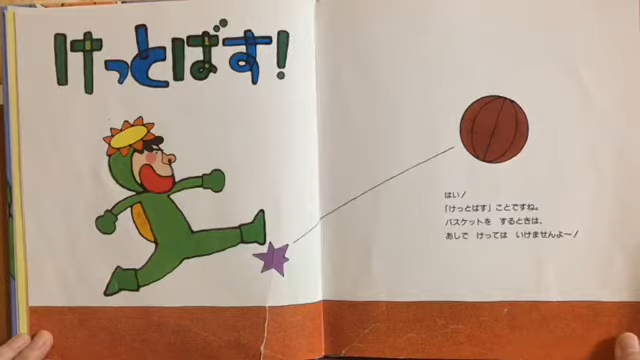 けっとばす!
はい!
「けっとばす」ことですね。
バスケットを するときは、
あしで けっては いけませんよ〜!